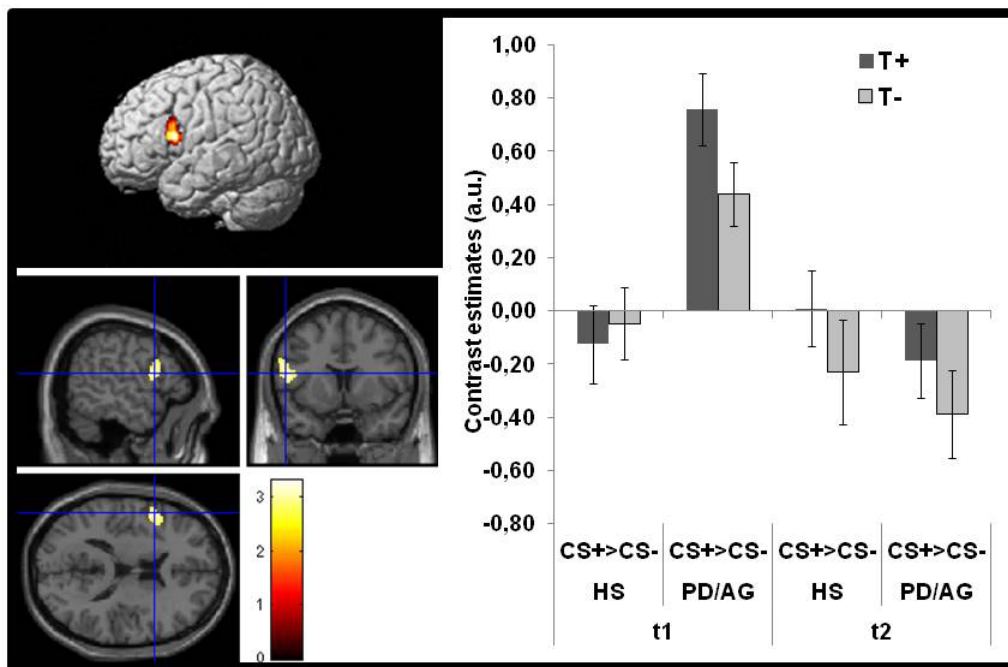 3
2
1
0
Contrast estimates (a.u.)
1,00
0,80
0,60
0,40
0,20
0,00
-0,20
-0,40
-0,60
-0,80
T+
T-
CS+>CS- CS+>CS- CS+>CS- CS+>CS-
HS PD/AG HS PD/AG
t1 t2